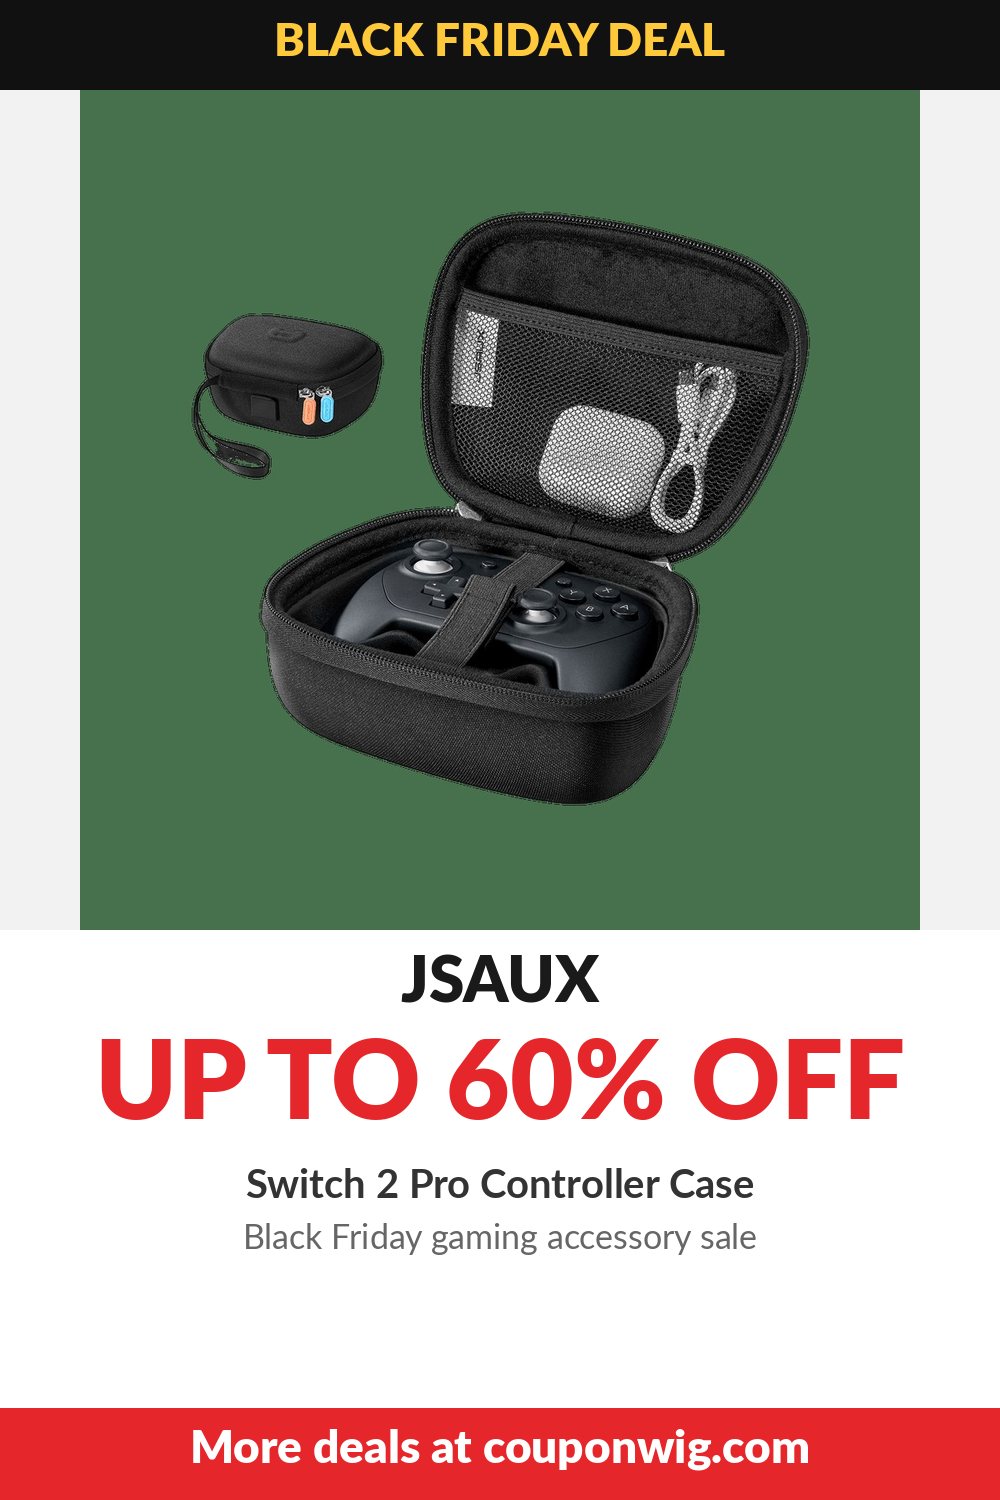 BLACK FRIDAY DEAL
Y
X
B
A
JSAUX
UP TO 60% OFF
Switch 2 Pro Controller Case
Black Friday gaming accessory sale
More deals at couponwig.com